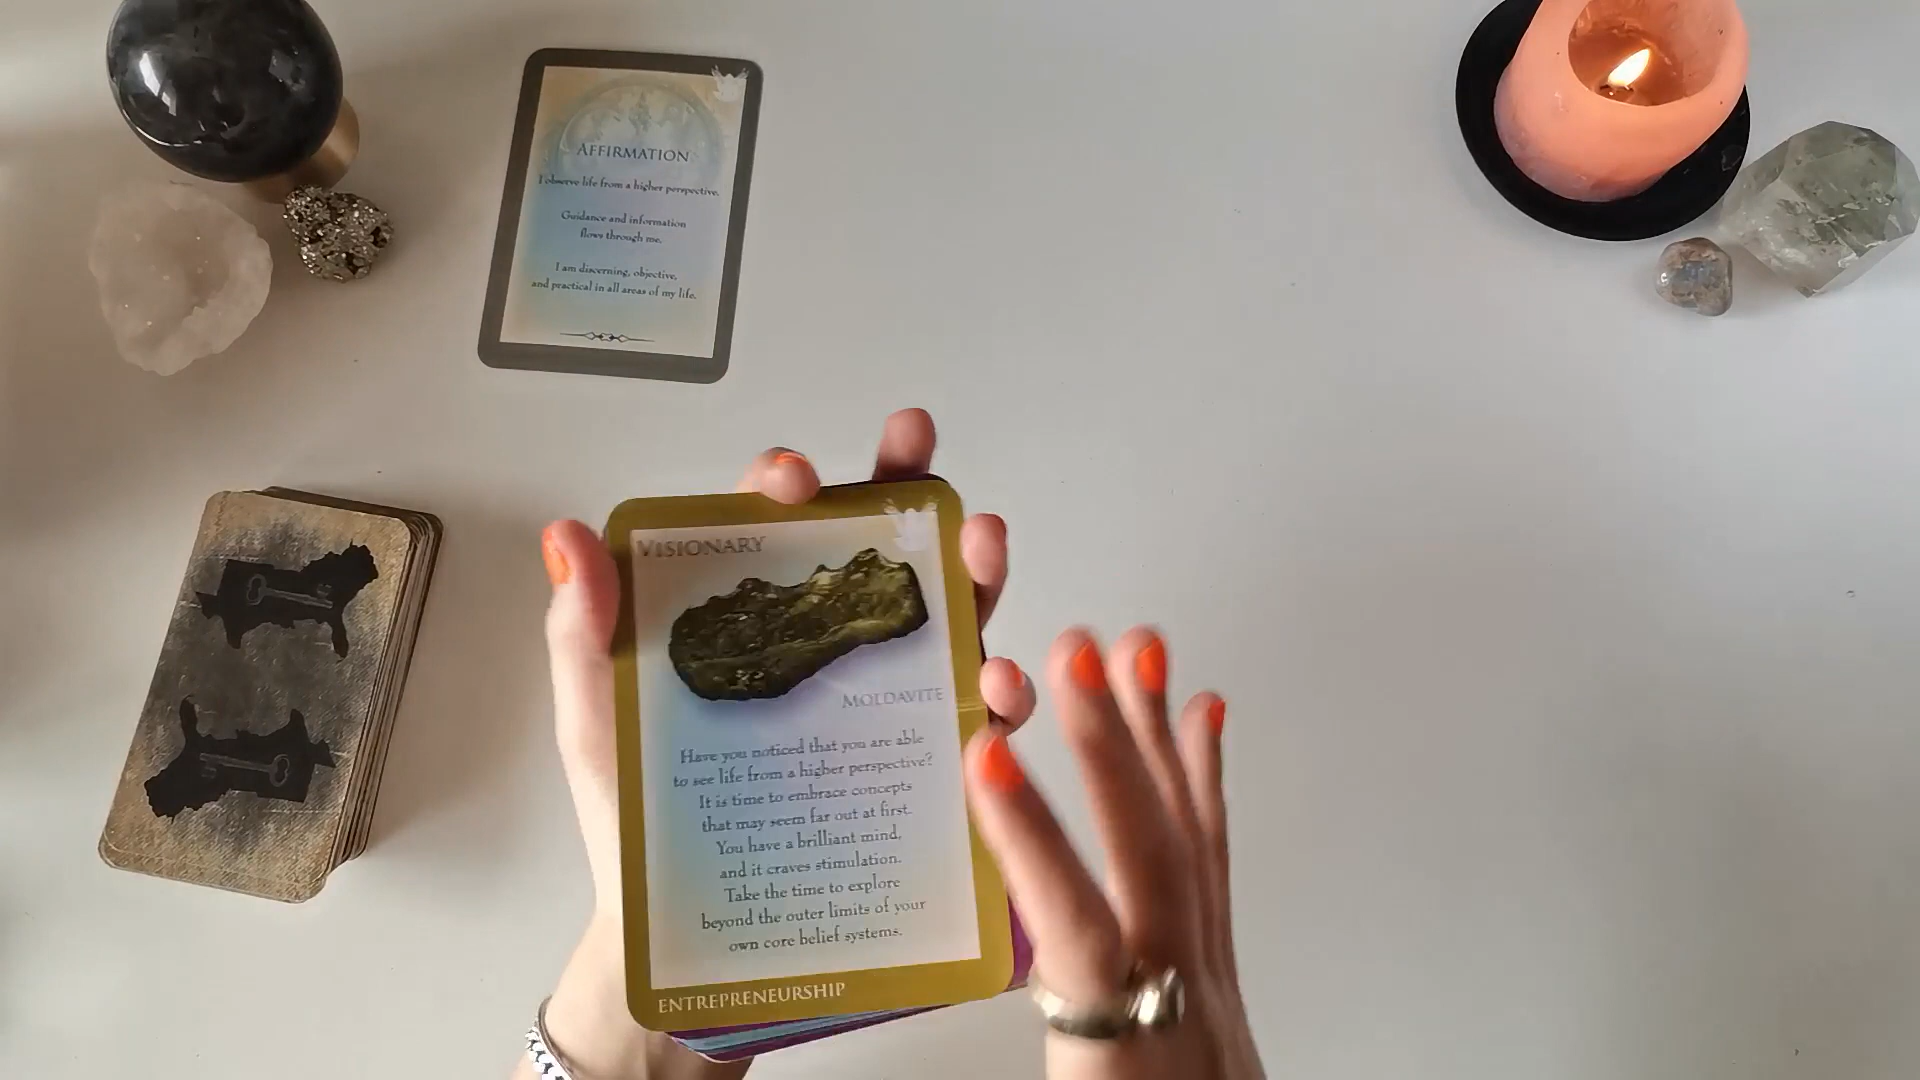 AFFIRMATION
I observe life from a higher perspective.
Guidance and information
flows through me.
I am discerning, objective,
and practical in all areas of my life.
VISIONARY
MOLDAVITE
Have you noticed that you are able
to see life from a higher perspective?
It is time to embrace concepts
that may seem far out at first.
You have a brilliant mind,
and it craves stimulation.
Take the time to explore
beyond the outer limits of your
own core belief systems.
ENTREPRENEURSHIP